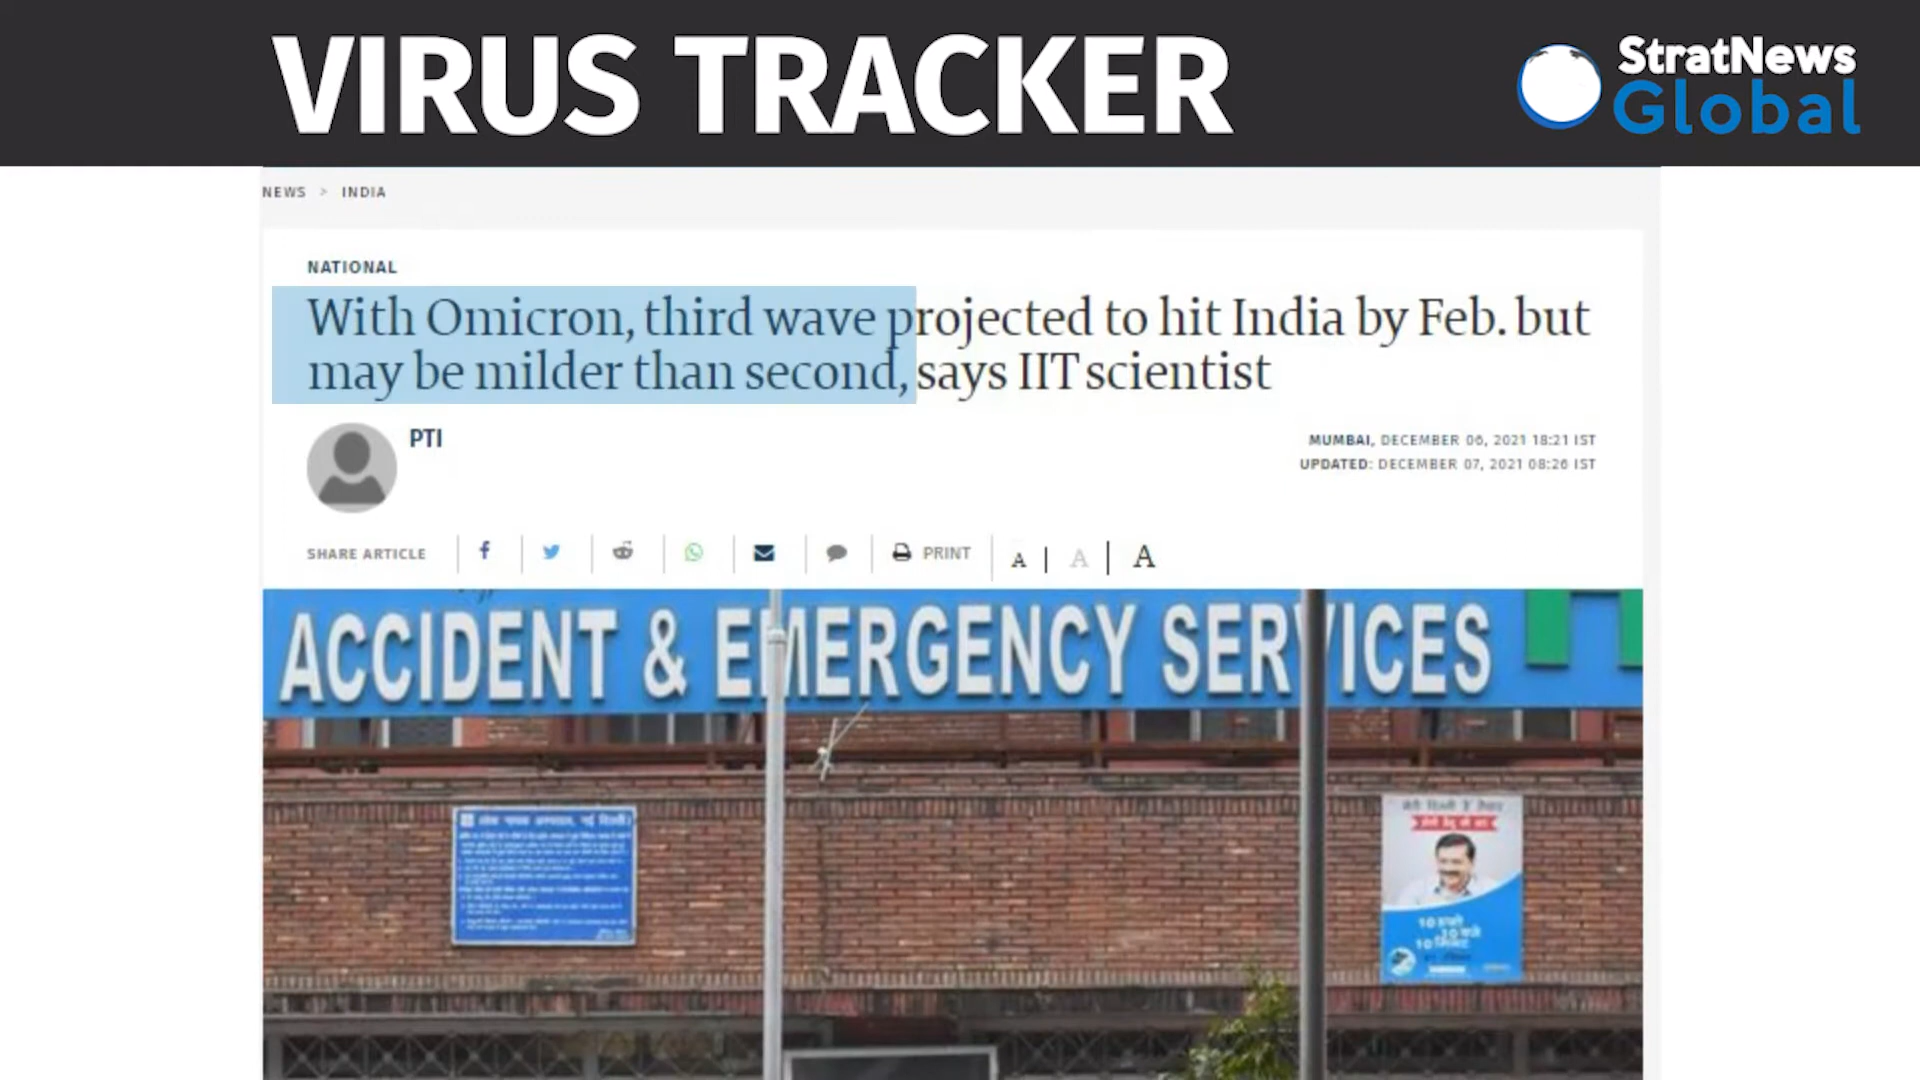 VIRUS TRACKER
StratNews
Global
NEWS > INDIA
NATIONAL
With Omicron, third wave projected to hit India by Feb. but
may be milder than second, says IIT scientist
PTI
MUMBAI, DECEMBER 06, 2021 18:21 IST
UPDATED: DECEMBER 07, 2021 08:26 IST
SHARE ARTICLE
PRINT
A | A | A
ACCIDENT & EMERGENCY SERVICES